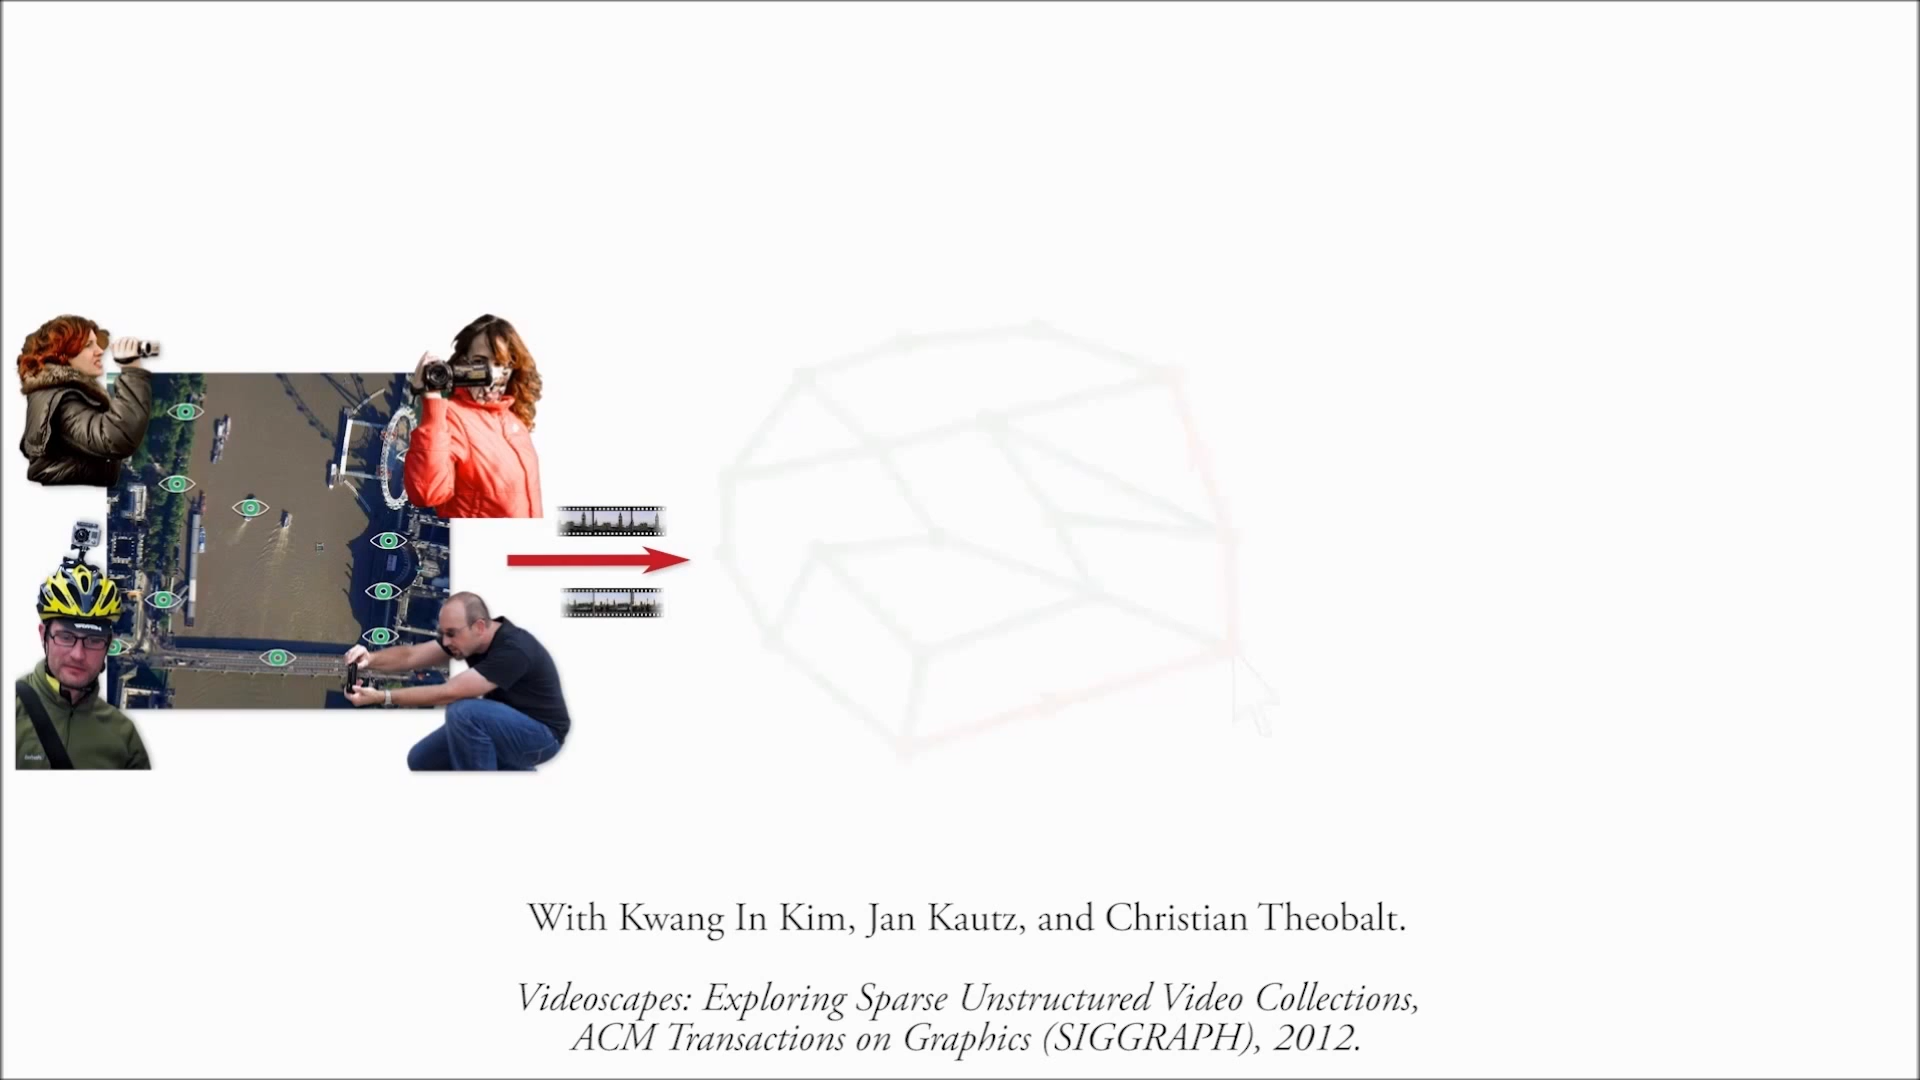 With Kwang In Kim, Jan Kautz, and Christian Theobalt.
Videoscapes: Exploring Sparse Unstructured Video Collections,
ACM Transactions on Graphics (SIGGRAPH), 2012.